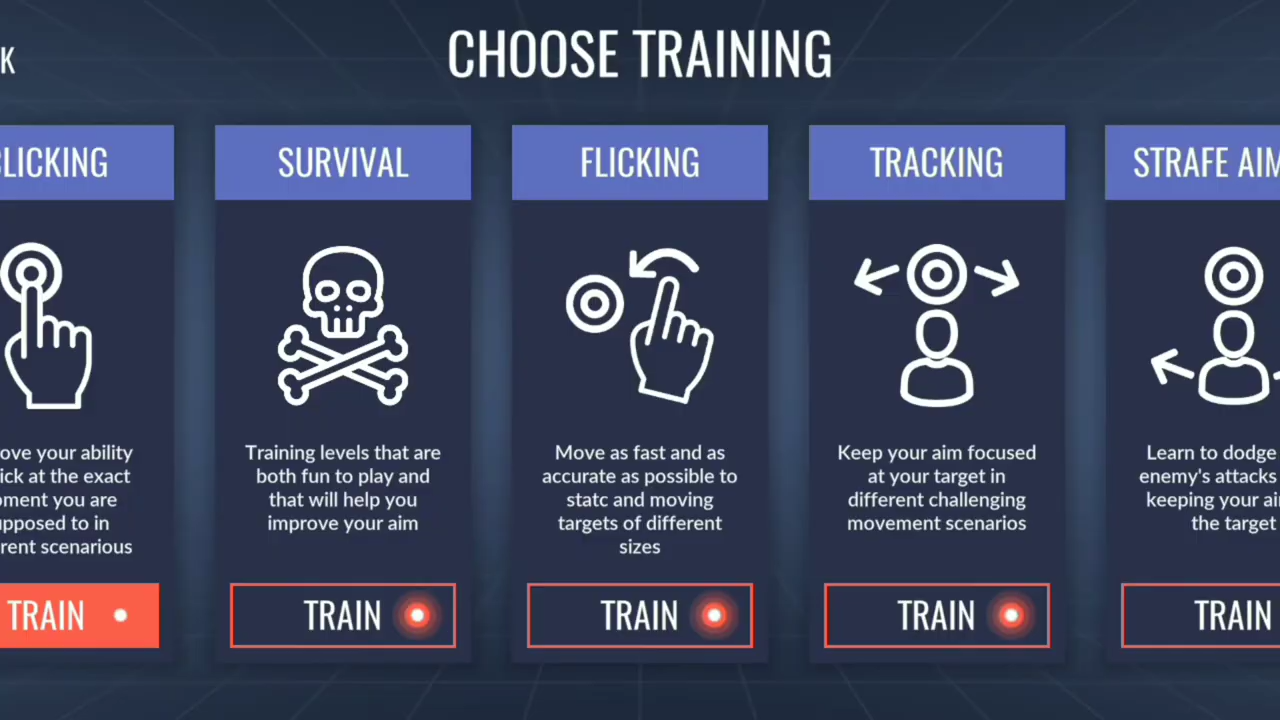 K
CHOOSE TRAINING
CLICKING
ove your ability
ick at the exact
oment you are
upposed to in
rent scenarious
TRAIN
SURVIVAL
Training levels that are
both fun to play and
that will help you
improve your aim
TRAIN
FLICKING
Move as fast and as
accurate as possible to
statc and moving
targets of different
sizes
TRAIN
TRACKING
Keep your aim focused
at your target in
different challenging
movement scenarios
TRAIN
STRAFE AIM
Learn to dodge
enemy's attacks
keeping your ai
the target
TRAIN